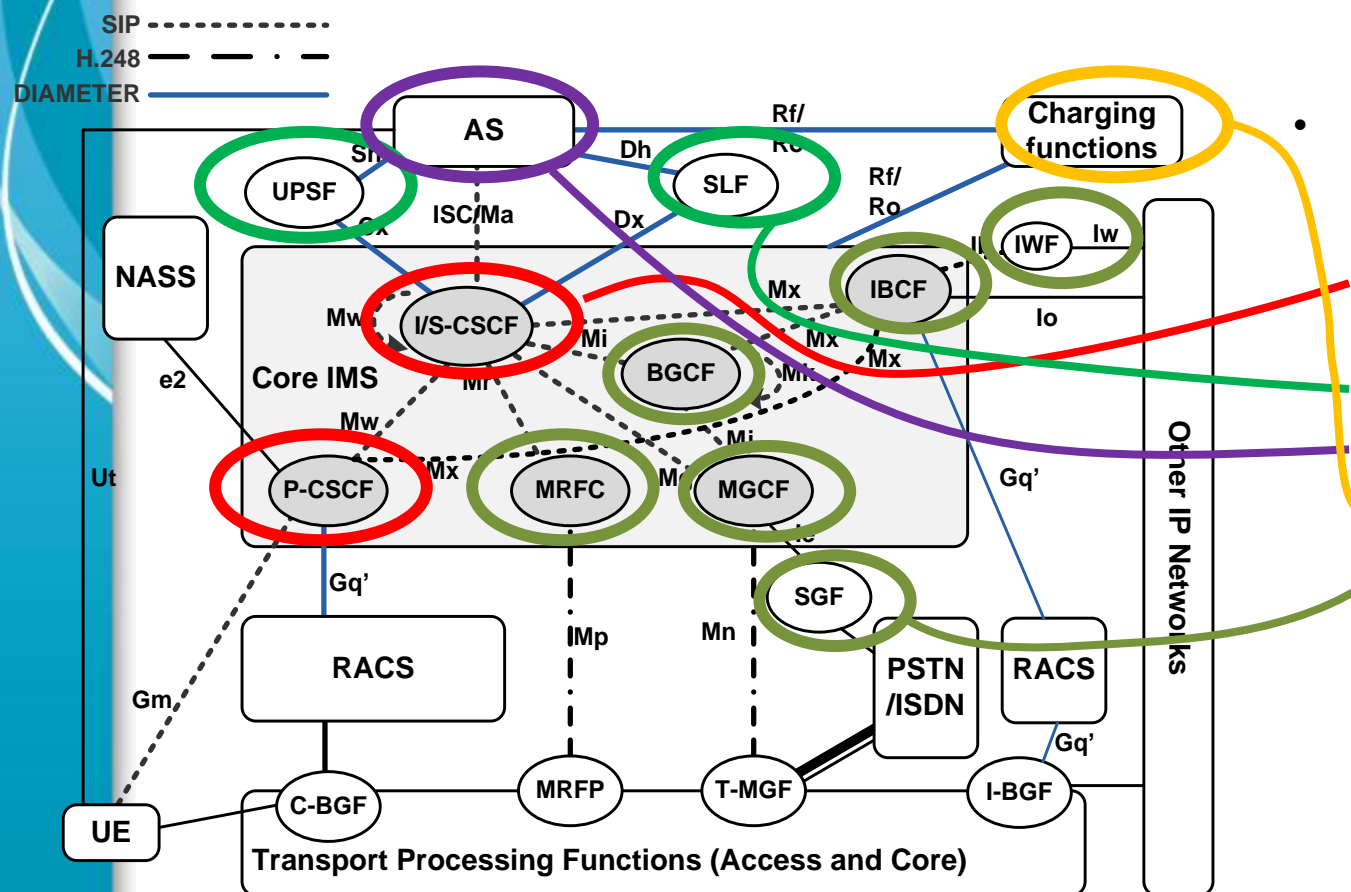 SIP
H.248
DIAMETER
AS
Rf/
Ro
Charging
functions
•
Sh
Dh
UPSF
SLF
Rf/
Ro
ISC/Ma
Cx
Dx
IWF
Iw
NASS
IBCF
Mx
Io
Mw
I/S-CSCF
Mi
Mx
Mx
BGCF
Mk
Core IMS
Mr
e2
Mw
Mj
Other IP Networks
Ut
Mx
P-CSCF
MRFC
MGCF
Gq’
Gq’
SGF
Mp
Mn
RACS
PSTN
/ISDN
RACS
Gm
Gq’
C-BGF
MRFP
T-MGF
I-BGF
UE
Transport Processing Functions (Access and Core)